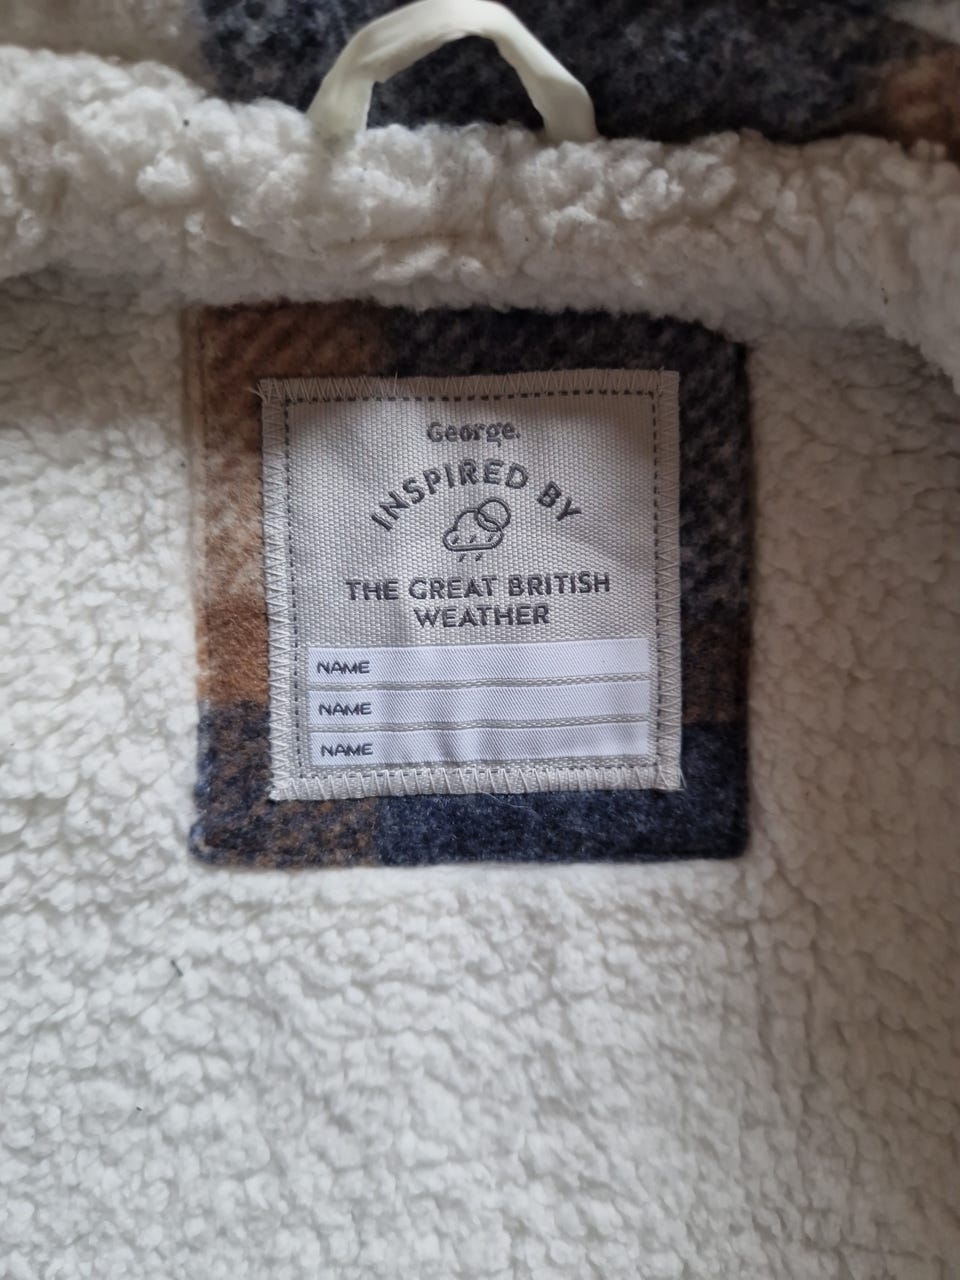 George.
INSPIRED BY
THE GREAT BRITISH
WEATHER
NAME
NAME
NAME